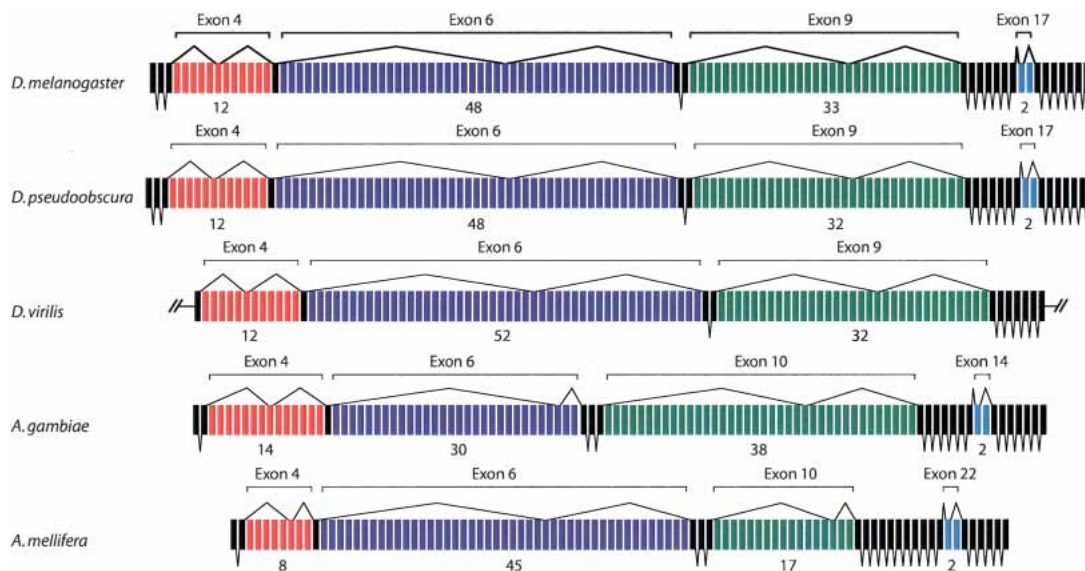 Exon 4 Exon 6 Exon 9 Exon 17
D. melanogaster
12 48 33 2
Exon 4 Exon 6 Exon 9 Exon 17
D. pseudoobscura
12 48 32 2
Exon 4 Exon 6 Exon 9
D. virilis
12 52 32
Exon 4 Exon 6 Exon 10 Exon 14
A. gambiae
14 30 38 2
Exon 4 Exon 6 Exon 10 Exon 22
A. mellifera
8 45 17 2